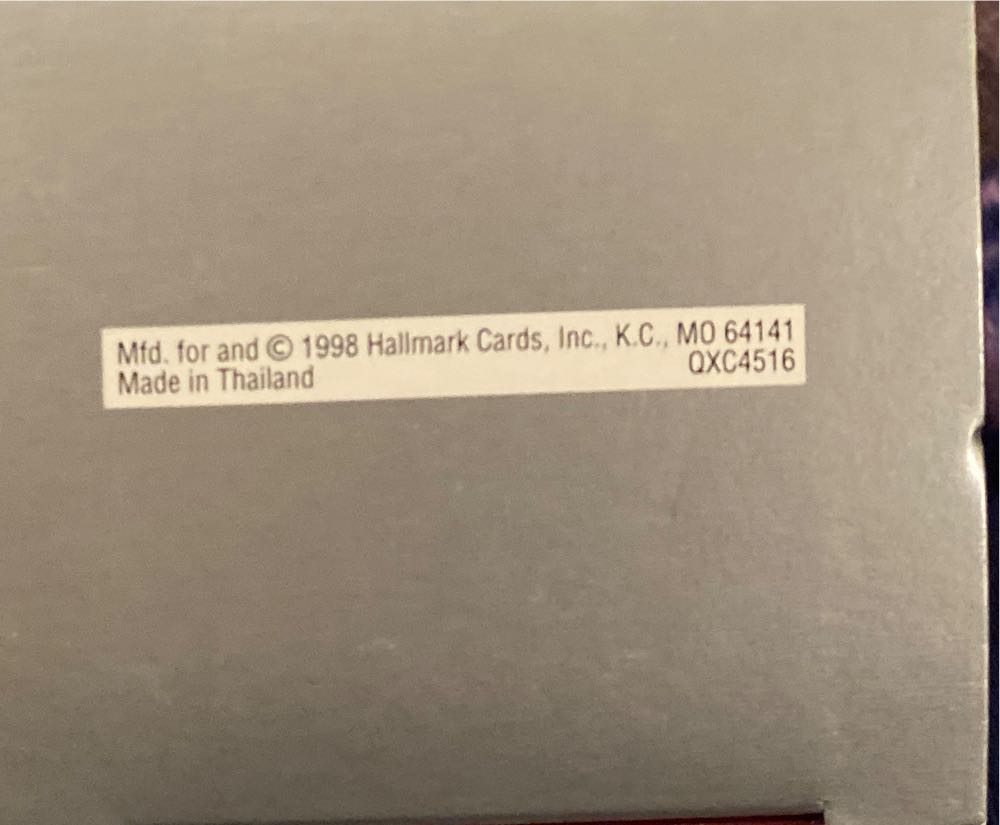 Mfd. for and © 1998 Hallmark Cards, Inc., K.C., MO 64141
QXC4516
Made in Thailand